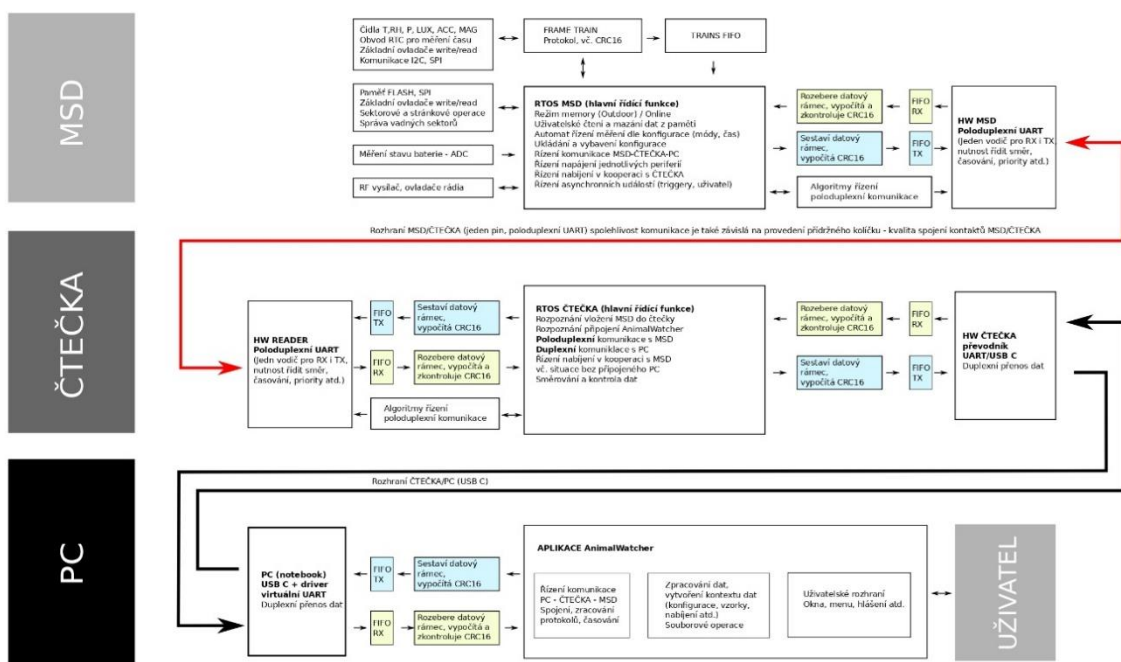 MSD
Čidla T,RH, P, LUX, ACC, MAG
Obvod RTC pro měření času
Základní ovladače write/read
Komunikace I2C, SPI
FRAME TRAIN
Protokol, vč. CRC16
TRAINS FIFO
Paměť FLASH, SPI
Základní ovladače write/read
Sektorové a stránkové operace
Správa vadných sektorů
Měření stavu baterie - ADC
RF vysílač, ovladače rádia
RTOS MSD (hlavní řídící funkce)
Režim memory (Outdoor) / Online
Uživatelské čtení a mazání dat z paměti
Automat řízení měření dle konfigurace (módy, čas)
Ukládání a vybavení konfigurace
Řízení komunikace MSD-ČTEČKA-PC
Řízení napájení jednotlivých periferií
Řízení nabíjení v kooperaci s ČTEČKA
Řízení asynchronních událostí (triggery, uživatel)
Rozebere datový
rámec, vypočítá a
zkontroluje CRC16
FIFO
RX
Sestaví datový
rámec,
vypočítá CRC16
FIFO
TX
Algoritmy řízení
poloduplexní komunikace
HW MSD
Poloduplexní UART
(Jeden vodič pro RX i TX,
nutnost řídit směr,
časování, priority atd.)
Rozhraní MSD/ČTEČKA (jeden pin, poloduplexní UART) spolehlivost komunikace je také závislá na provedení přídržného kolíčku - kvalita spojení kontaktů MSD/ČTEČKA
ČTEČKA
HW READER
Poloduplexní UART
(Jedn vodič pro RX i TX,
nutnost řídit směr,
časování, priority atd.)
FIFO
TX
Sestaví datový
rámec,
vypočítá CRC16
FIFO
RX
Rozebere datový
rámec, vypočítá a
zkontroluje CRC16
Algoritmy řízení
poloduplexní komunikace
RTOS ČTEČKA (hlavní řídící funkce)
Rozpoznání vložení MSD do čtečky
Rozpoznání připojení AnimalWatcher
Poloduplexní komunikace s MSD
Duplexní komuniklace s PC
Řízení nabíjení v kooperaci s MSD
vč. situace bez připojeného PC
Směrování a kontrola dat
Rozebere datový
rámec, vypočítá a
zkontroluje CRC16
FIFO
RX
Sestaví datový
rámec,
vypočítá CRC16
FIFO
TX
HW ČTEČKA
převodník
UART/USB C
Duplexní přenos dat
Rozhraní ČTEČKA/PC (USB C)
PC
PC (notebook)
USB C + driver
virtuální UART
Duplexní přenos dat
FIFO
TX
Sestaví datový
rámec,
vypočítá CRC16
FIFO
RX
Rozebere datový
rámec, vypočítá a
zkontroluje CRC16
APLIKACE AnimalWatcher
Řízení komunikace
PC - ČTEČKA - MSD
Spojení, zracování
protokolů, časování
Zpracování dat,
vytvoření kontextu dat
(konfigurace, vzorky,
nabíjení atd.)
Souborové operace
Uživatelské rozhraní
Okna, menu, hlášení atd.
UŽIVATEL